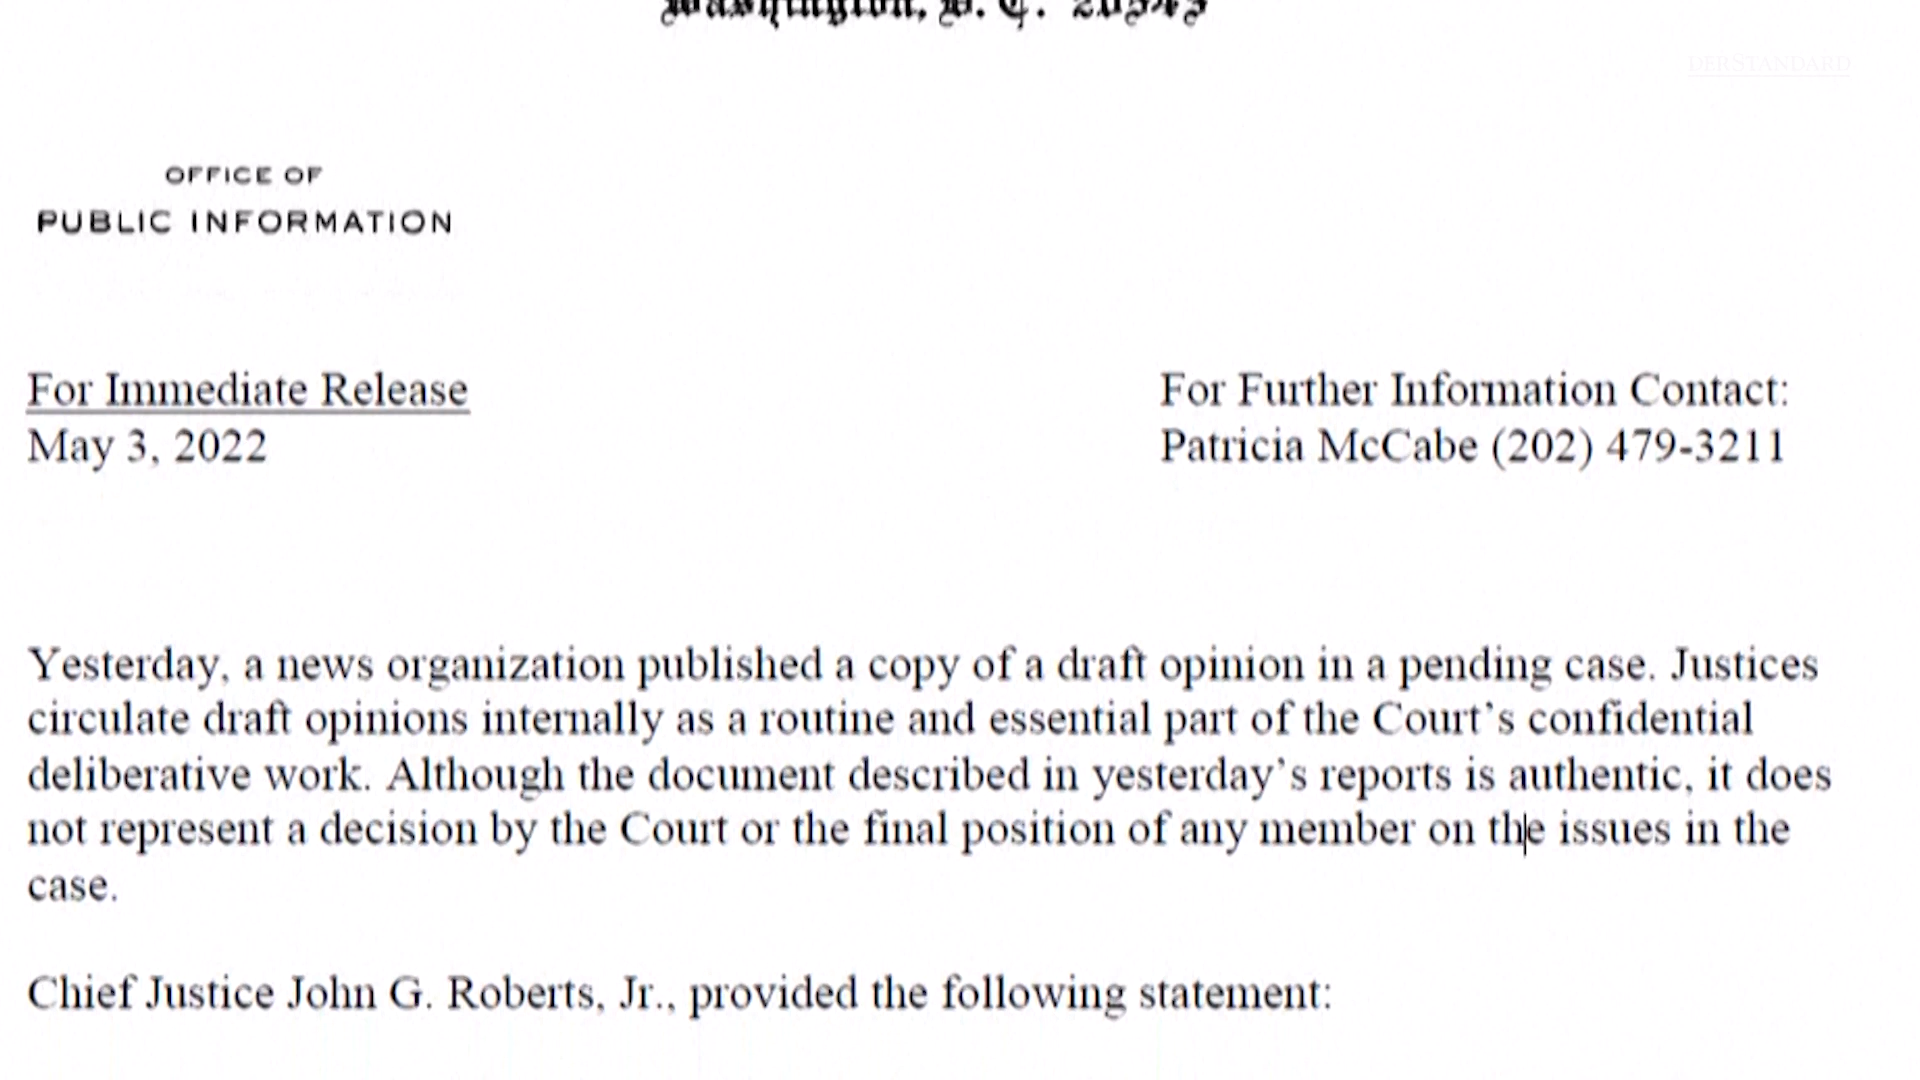 Washington, D. C. 20543
DERSTANDARD
OFFICE OF
PUBLIC INFORMATION
For Immediate Release
For Further Information Contact:
May 3, 2022
Patricia McCabe (202) 479-3211
Yesterday, a news organization published a copy of a draft opinion in a pending case. Justices
circulate draft opinions internally as a routine and essential part of the Court’s confidential
deliberative work. Although the document described in yesterday’s reports is authentic, it does
not represent a decision by the Court or the final position of any member on the issues in the
case.
Chief Justice John G. Roberts, Jr., provided the following statement: